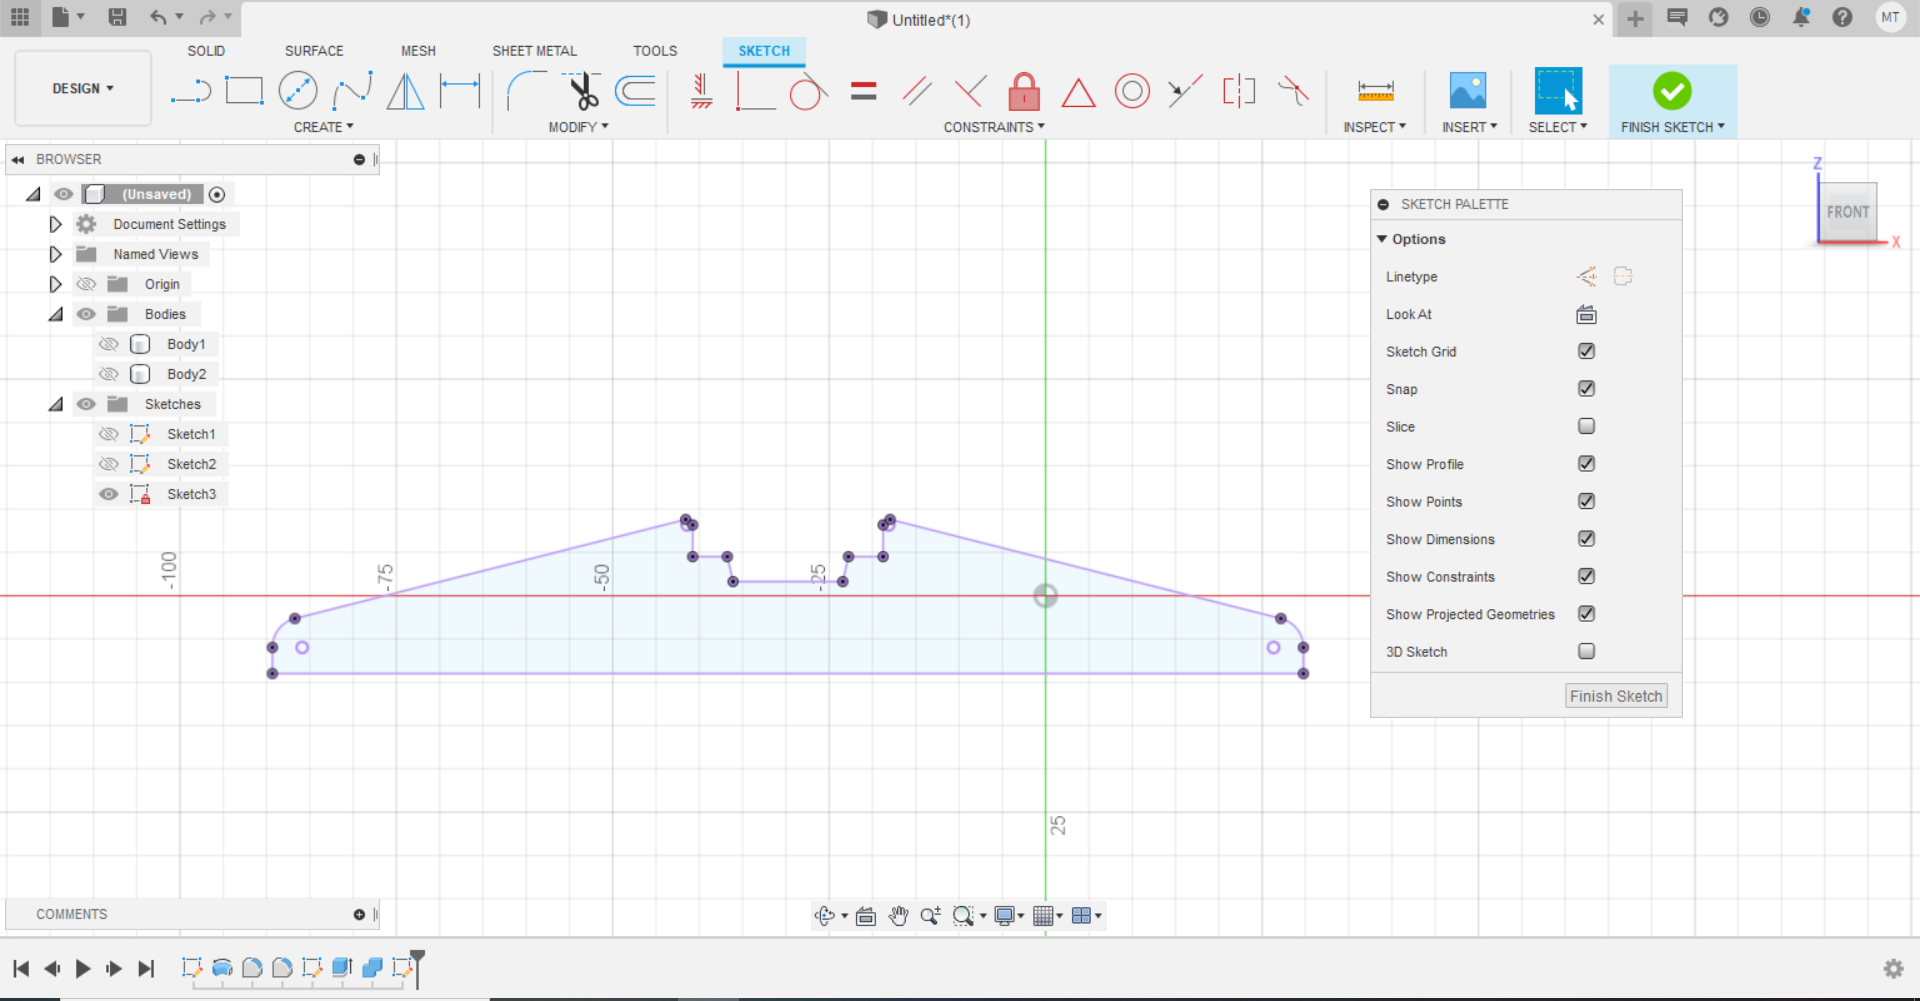 Untitled*(1)
MT
SOLID
SURFACE
MESH
SHEET METAL
TOOLS
SKETCH
DESIGN
CREATE
MODIFY
CONSTRAINTS
INSPECT
INSERT
SELECT
FINISH SKETCH
BROWSER
(Unsaved)
Document Settings
Named Views
Origin
Bodies
Body1
Body2
Sketches
Sketch1
Sketch2
Sketch3
Z
FRONT
X
SKETCH PALETTE
Options
Linetype
Look At
Sketch Grid
Snap
Slice
Show Profile
Show Points
Show Dimensions
Show Constraints
Show Projected Geometries
3D Sketch
Finish Sketch
-100
-75
-50
-25
25
COMMENTS